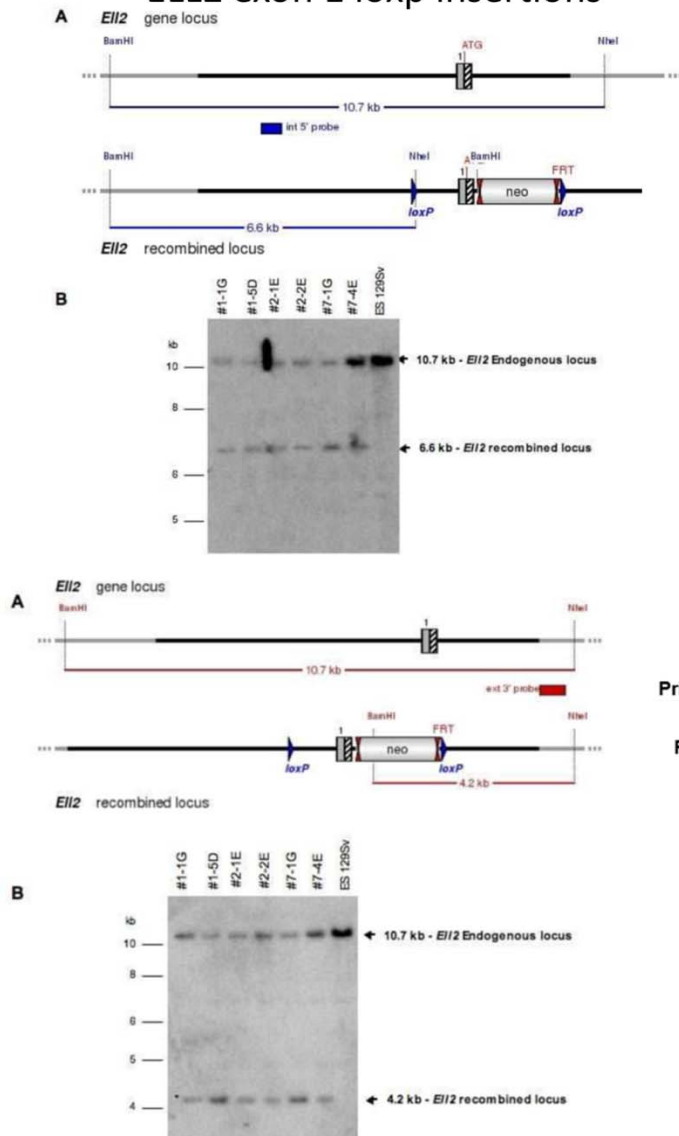 A
Ell2 gene locus
BamHI
ATG
NheI
1
10.7 kb
int 5' probe
BamHI
NheI
1
BamHI
FRT
neo
loxP
loxP
6.6 kb
Ell2 recombined locus
B
#1-1G
#1-5D
#2-1E
#2-2E
#7-1G
#7-4E
ES 129Sv
kb
10
8
6
5
10.7 kb - Ell2 Endogenous locus
6.6 kb - Ell2 recombined locus
Ell2 gene locus
A
BamHI
NheI
1
10.7 kb
ext 3' probe
Pr
BamHI
NheI
1
FRT
neo
F
loxP
loxP
4.2 kb
Ell2 recombined locus
B
#1-1G
#1-5D
#2-1E
#2-2E
#7-1G
#7-4E
ES 129Sv
kb
10
8
6
5
4
10.7 kb - Ell2 Endogenous locus
4.2 kb - Ell2 recombined locus